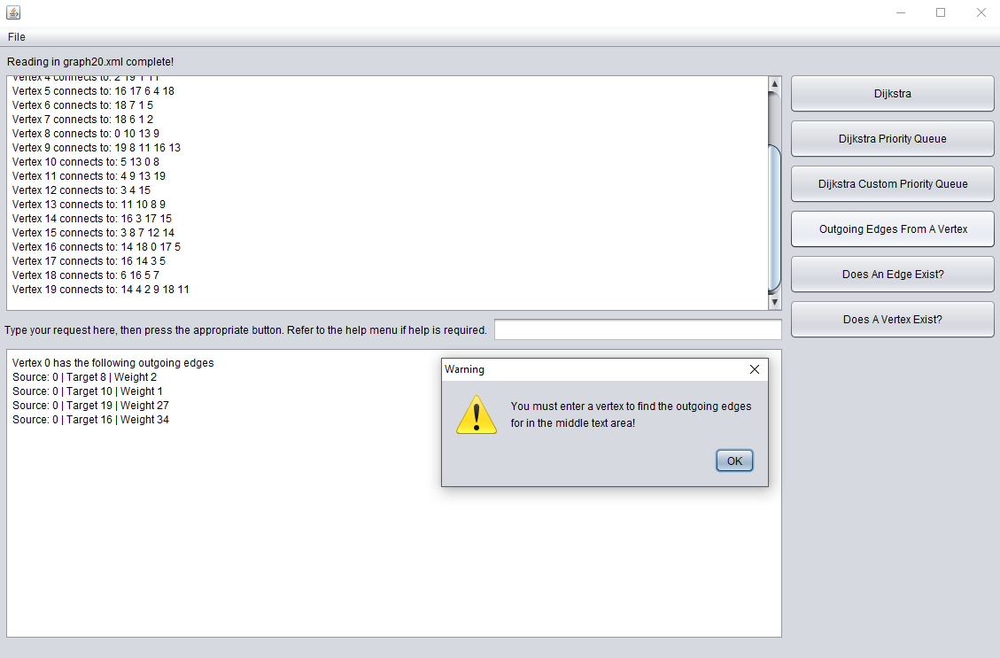 File
Reading in graph20.xml complete!
Vertex 4 connects to: 2 19 1 11
Vertex 5 connects to: 16 17 6 4 18
Vertex 6 connects to: 18 7 1 5
Vertex 7 connects to: 18 6 1 2
Vertex 8 connects to: 0 10 13 9
Vertex 9 connects to: 19 8 11 16 13
Vertex 10 connects to: 5 13 0 8
Vertex 11 connects to: 4 9 13 19
Vertex 12 connects to: 3 4 15
Vertex 13 connects to: 11 10 8 9
Vertex 14 connects to: 16 3 17 15
Vertex 15 connects to: 3 8 7 12 14
Vertex 16 connects to: 14 18 0 17 5
Vertex 17 connects to: 16 14 3 5
Vertex 18 connects to: 6 16 5 7
Vertex 19 connects to: 14 4 2 9 18 11
Dijkstra
Dijkstra Priority Queue
Dijkstra Custom Priority Queue
Outgoing Edges From A Vertex
Does An Edge Exist?
Does A Vertex Exist?
Type your request here, then press the appropriate button. Refer to the help menu if help is required.
Vertex 0 has the following outgoing edges
Source: 0 | Target 8 | Weight 2
Source: 0 | Target 10 | Weight 1
Source: 0 | Target 19 | Weight 27
Source: 0 | Target 16 | Weight 34
Warning
You must enter a vertex to find the outgoing edges
for in the middle text area!
OK